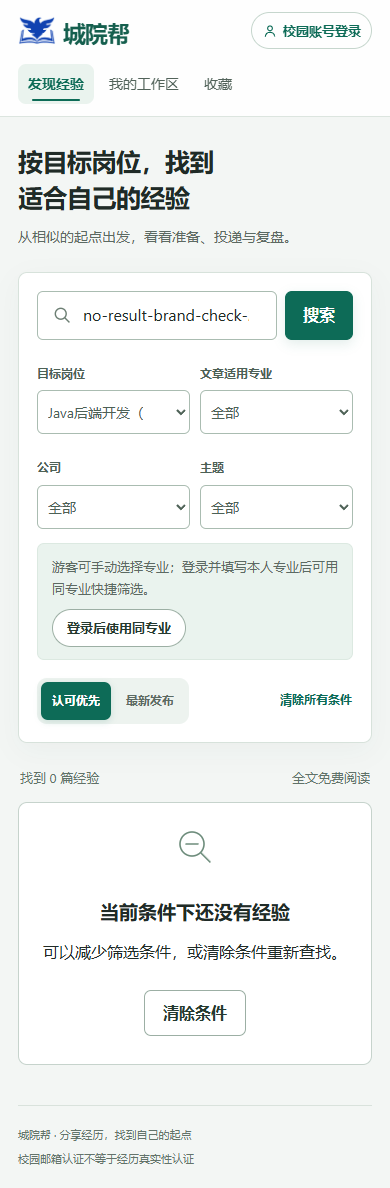 城院帮
校园账号登录
发现经验
我的工作区
收藏
按目标岗位，找到
适合自己的经验
从相似的起点出发，看看准备、投递与复盘。
no-result-brand-check-
搜索
目标岗位
文章适用专业
Java后端开发（
全部
公司
主题
全部
全部
游客可手动选择专业；登录并填写本人专业后可用
同专业快捷筛选。
登录后使用同专业
认可优先
最新发布
清除所有条件
找到 0 篇经验
全文免费阅读
当前条件下还没有经验
可以减少筛选条件，或清除条件重新查找。
清除条件
城院帮 · 分享经历，找到自己的起点
校园邮箱认证不等于经历真实性认证